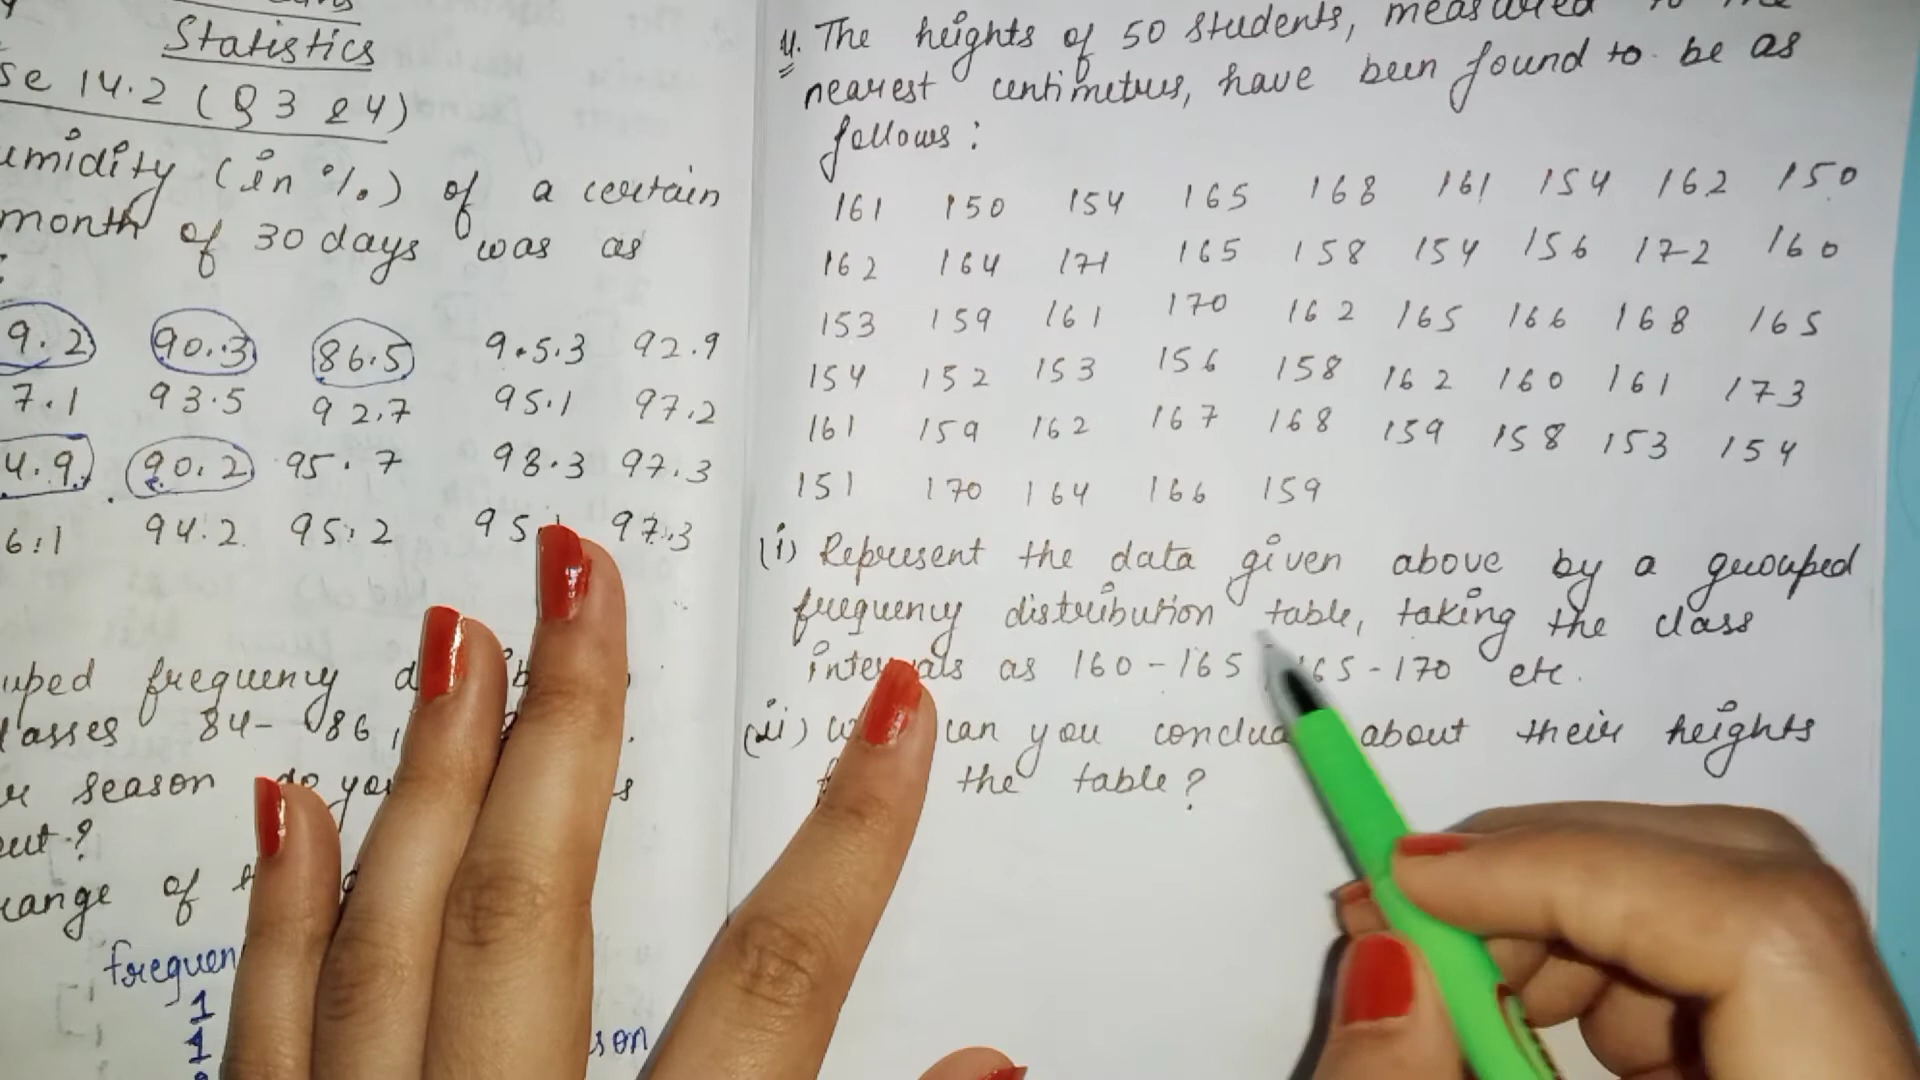 Statistics
se 14.2 (Q 3 & 4)
umidity (in %) of a certain
month of 30 days was as
:
9.2 90.3 86.5 9.5.3 92.9
7.1 93.5 92.7 95.1 97.2
4.9 90.2 95.7 98.3 97.3
6.1 94.2 95.2 95. 97.3
uped frequency d
lasses 84- 86,
season do you
out?
range of
frequen
1
1
son
4. The heights of 50 students, measured to the
nearest centimetres, have been found to be as
follows:
161 150 154 165 168 161 154 162 150
162 164 171 165 158 154 156 172 160
153 159 161 170 162 165 166 168 165
154 152 153 156 158 162 160 161 173
161 159 162 167 168 159 158 153 154
151 170 164 166 159
(i) Represent the data given above by a grouped
frequency distribution table, taking the class
intervals as 160-165, 165-170 etc.
(ii) can you conclud about their heights
the table?